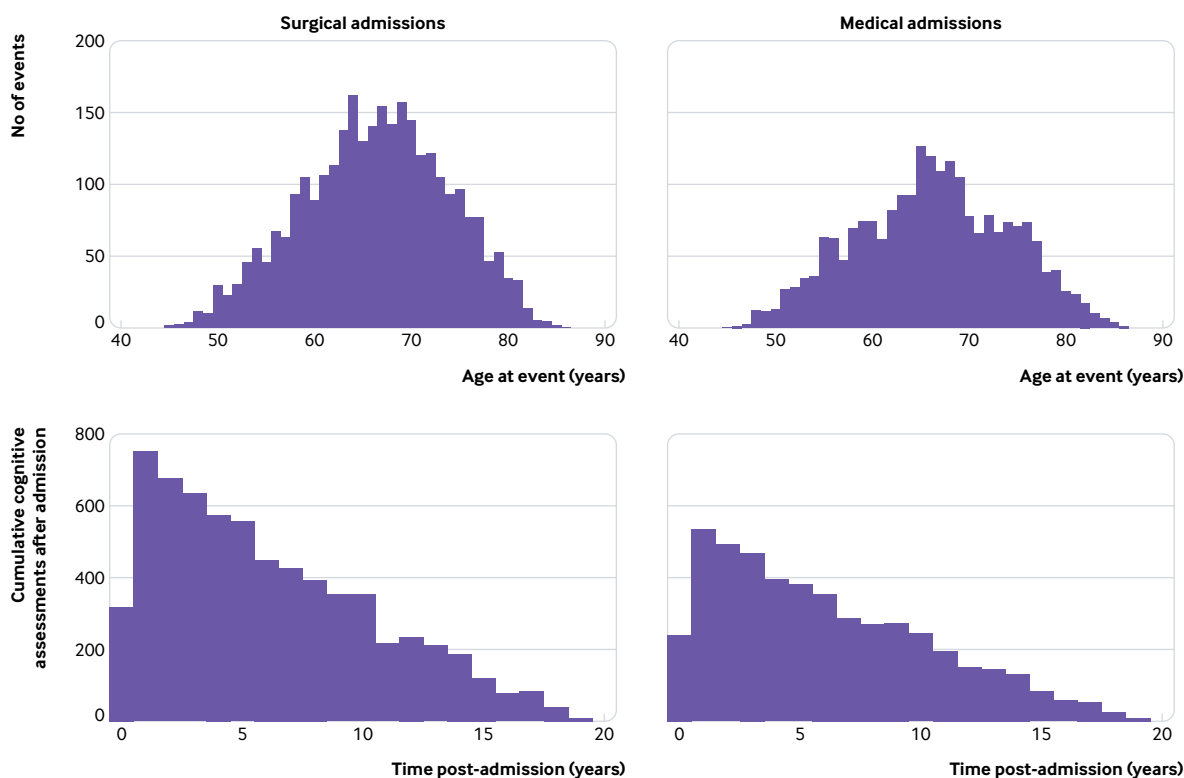 Surgical admissions
Medical admissions
No of events
200
150
100
50
0
40 50 60 70 80 90
Age at event (years)
40 50 60 70 80 90
Age at event (years)
Cumulative cognitive
assessments after admission
800
600
400
200
0
0 5 10 15 20
Time post-admission (years)
0 5 10 15 20
Time post-admission (years)